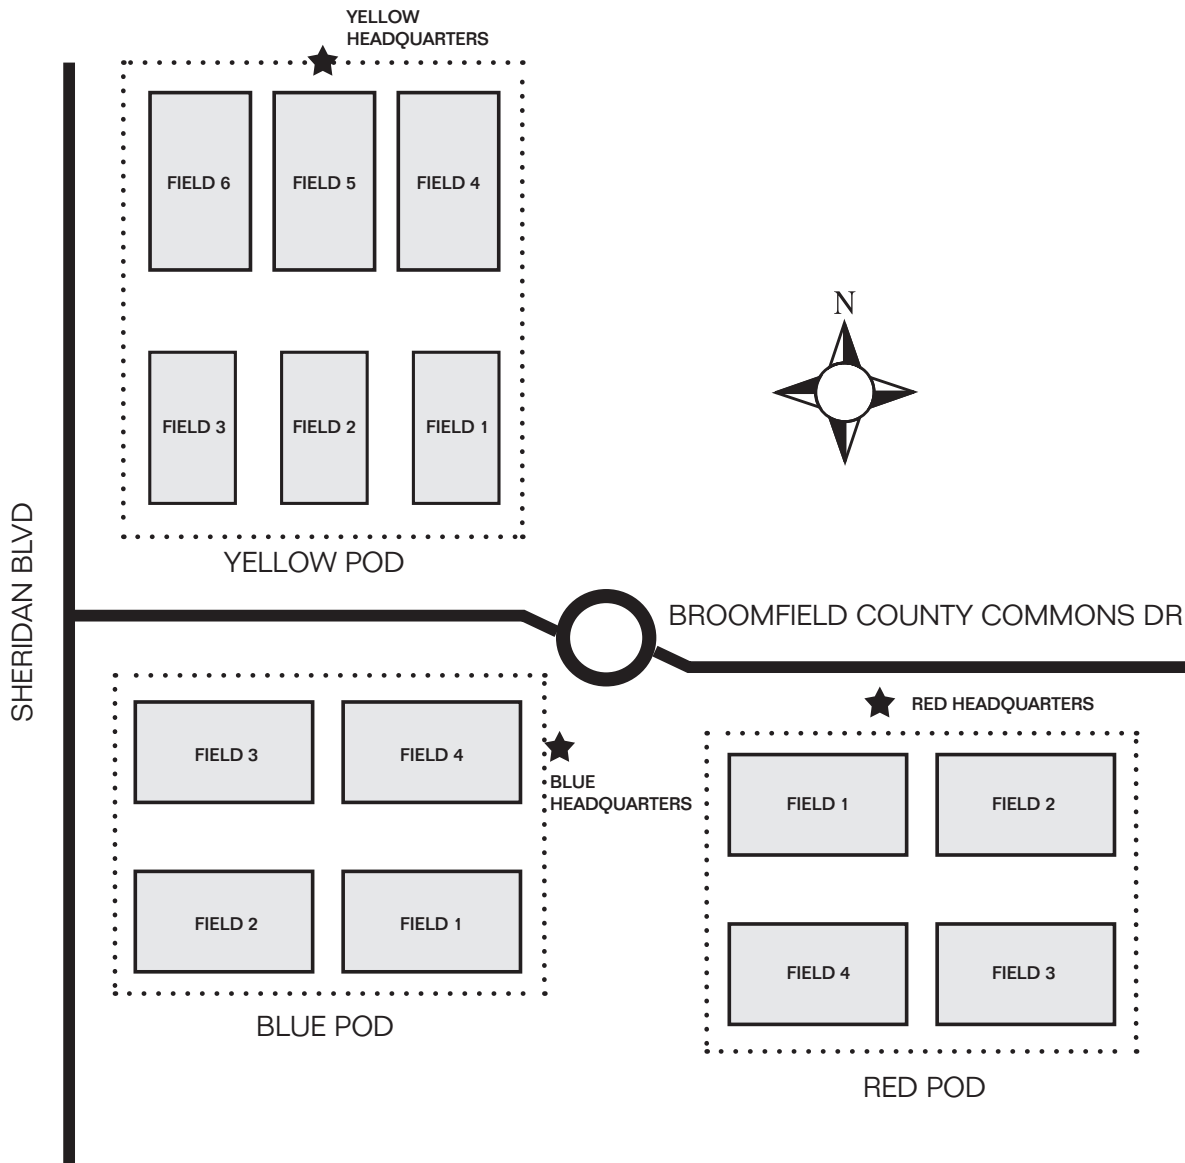 YELLOW
HEADQUARTERS
FIELD 6
FIELD 5
FIELD 4
N
FIELD 3
FIELD 2
FIELD 1
SHERIDAN BLVD
YELLOW POD
BROOMFIELD COUNTY COMMONS DR
RED HEADQUARTERS
FIELD 3
FIELD 4
BLUE
HEADQUARTERS
FIELD 1
FIELD 2
FIELD 2
FIELD 1
FIELD 4
FIELD 3
BLUE POD
RED POD